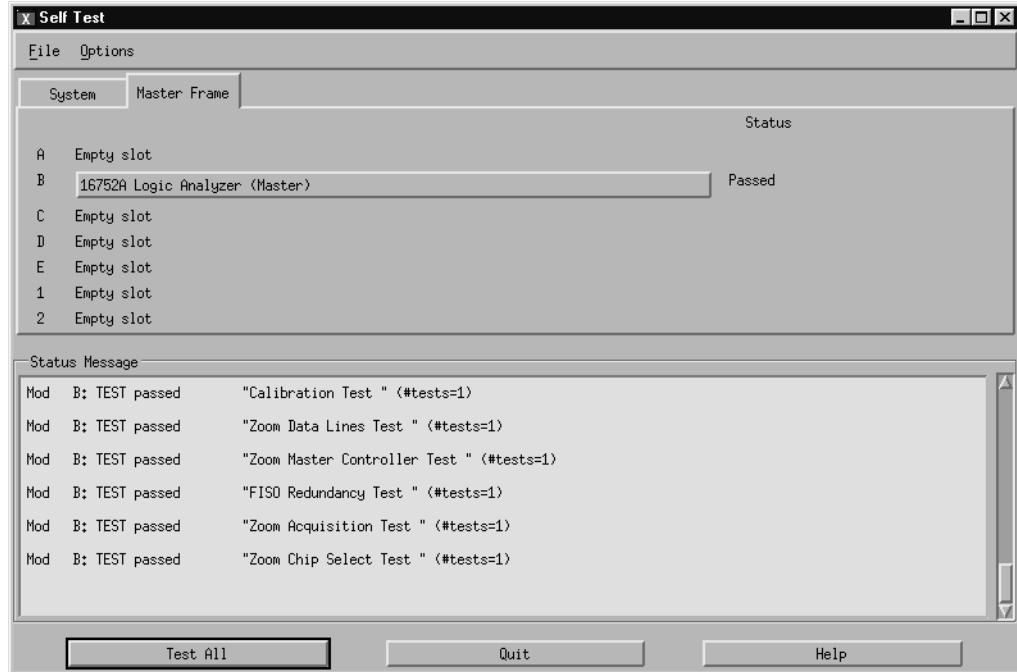 X Self Test
File Options
System Master Frame
Status
A Empty slot
B 16752A Logic Analyzer (Master) Passed
C Empty slot
D Empty slot
E Empty slot
1 Empty slot
2 Empty slot
Status Message
Mod B: TEST passed "Calibration Test " (#tests=1)
Mod B: TEST passed "Zoom Data Lines Test " (#tests=1)
Mod B: TEST passed "Zoom Master Controller Test " (#tests=1)
Mod B: TEST passed "FISO Redundancy Test " (#tests=1)
Mod B: TEST passed "Zoom Acquisition Test " (#tests=1)
Mod B: TEST passed "Zoom Chip Select Test " (#tests=1)
Test All Quit Help